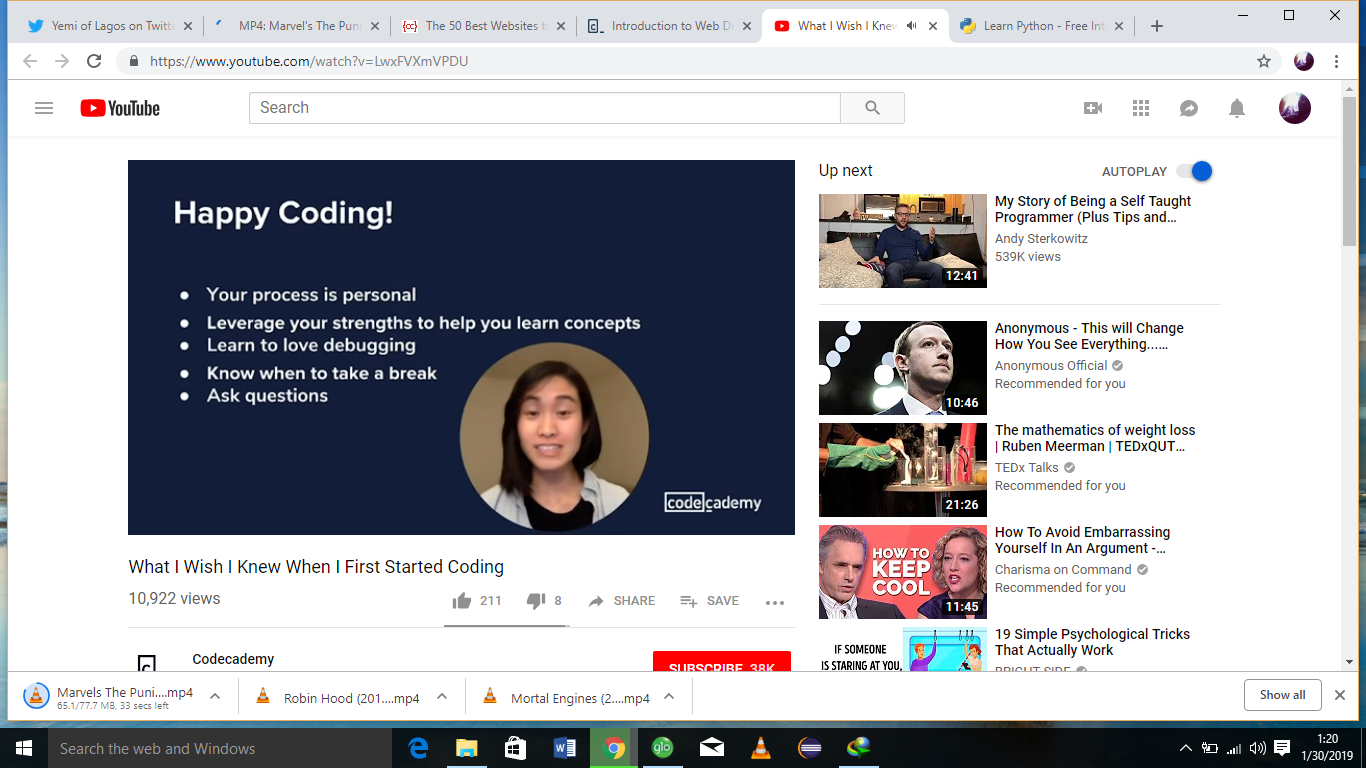 Yemi of Lagos on Twitte
MP4: Marvel's The Puni
{cc} The 50 Best Websites t
Introduction to Web De
What I Wish I Knew
Learn Python - Free Int
https://www.youtube.com/watch?v=LwxFVXmVPDU
YouTube
Search
Happy Coding!
● Your process is personal
● Leverage your strengths to help you learn concepts
● Learn to love debugging
● Know when to take a break
● Ask questions
codecademy
What I Wish I Knew When I First Started Coding
10,922 views
211
8
SHARE
SAVE
Codecademy
SUBSCRIBE 38K
Up next
AUTOPLAY
12:41
My Story of Being a Self Taught
Programmer (Plus Tips and…
Andy Sterkowitz
539K views
10:46
Anonymous - This will Change
How You See Everything...…
Anonymous Official
Recommended for you
21:26
The mathematics of weight loss
| Ruben Meerman | TEDxQUT…
TEDx Talks
Recommended for you
HOW TO
KEEP
COOL
11:45
How To Avoid Embarrassing
Yourself In An Argument -…
Charisma on Command
Recommended for you
IF SOMEONE
IS STARING AT YOU,
19 Simple Psychological Tricks
That Actually Work
BRIGHT SIDE
Marvels The Puni....mp4
65.1/77.7 MB, 33 secs left
Robin Hood (201....mp4
Mortal Engines (2....mp4
Show all
Search the web and Windows
glo
1:20
1/30/2019